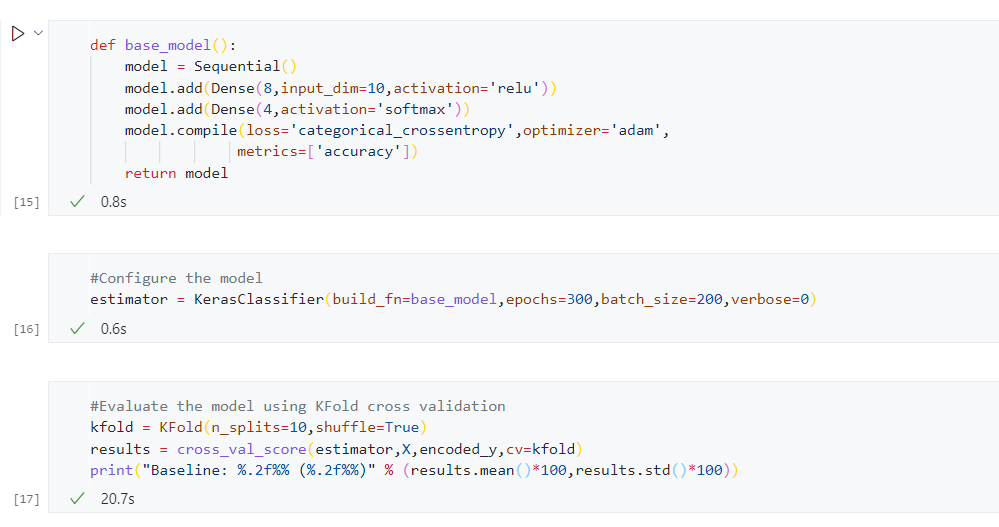 def base_model():
    model = Sequential()
    model.add(Dense(8,input_dim=10,activation='relu'))
    model.add(Dense(4,activation='softmax'))
    model.compile(loss='categorical_crossentropy',optimizer='adam',
                 metrics=['accuracy'])
    return model
[15] 0.8s
#Configure the model
estimator = KerasClassifier(build_fn=base_model,epochs=300,batch_size=200,verbose=0)
[16] 0.6s
#Evaluate the model using KFold cross validation
kfold = KFold(n_splits=10,shuffle=True)
results = cross_val_score(estimator,X,encoded_y,cv=kfold)
print("Baseline: %.2f%% (%.2f%%)" % (results.mean()*100,results.std()*100))
[17] 20.7s